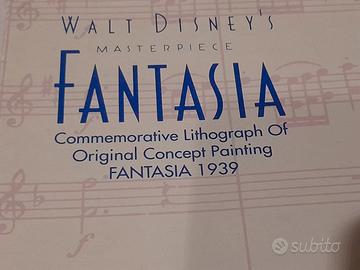 WALT DISNEY'S
MASTERPIECE
FANTASIA
Commemorative Lithograph Of
Original Concept Painting
FANTASIA 1939
subito